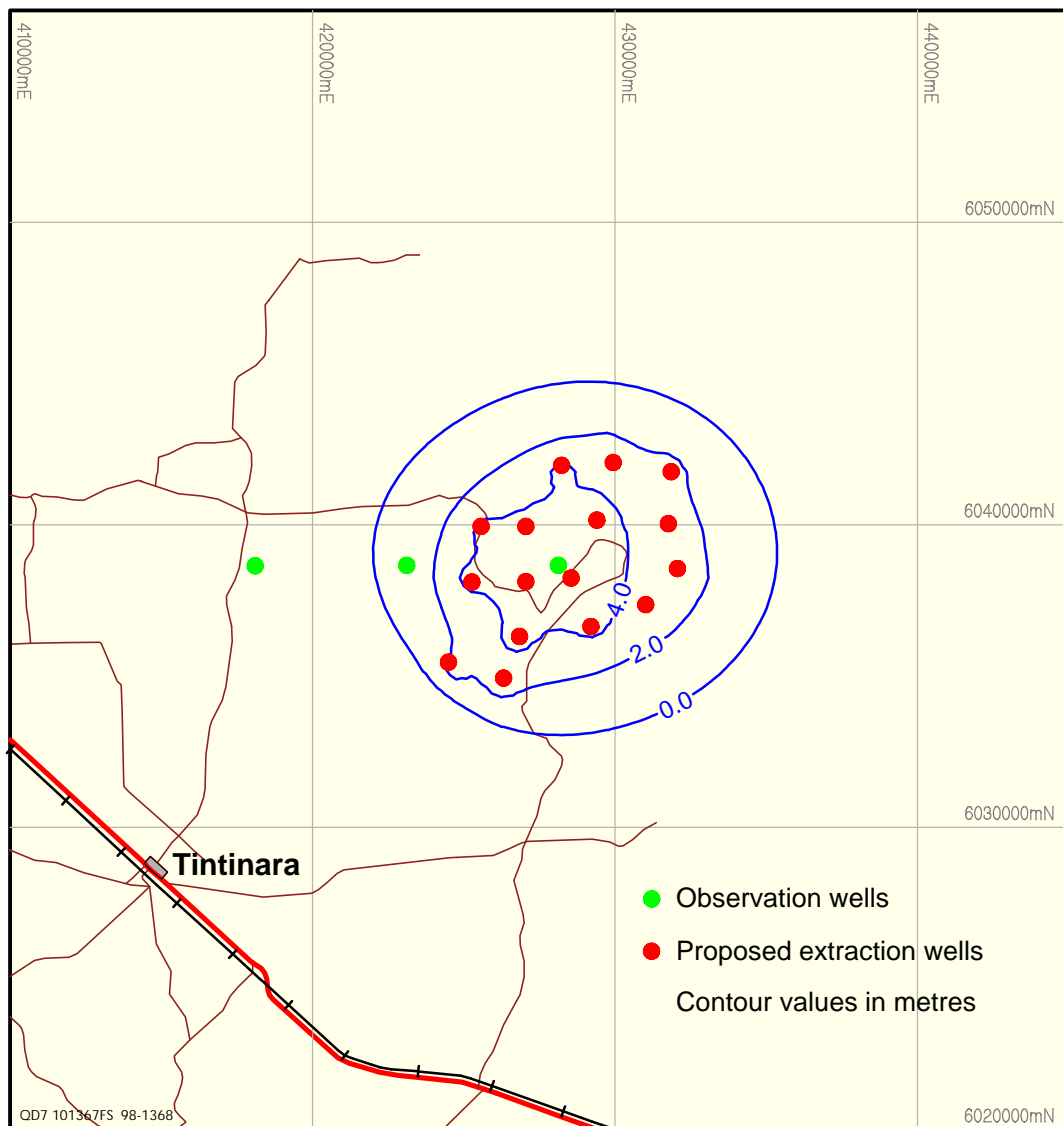 410000mE
420000mE
430000mE
440000mE
6050000mN
6040000mN
4.0
2.0
0.0
6030000mN
Tintinara
Observation wells
Proposed extraction wells
Contour values in metres
QD7 101367FS 98-1368
6020000mN